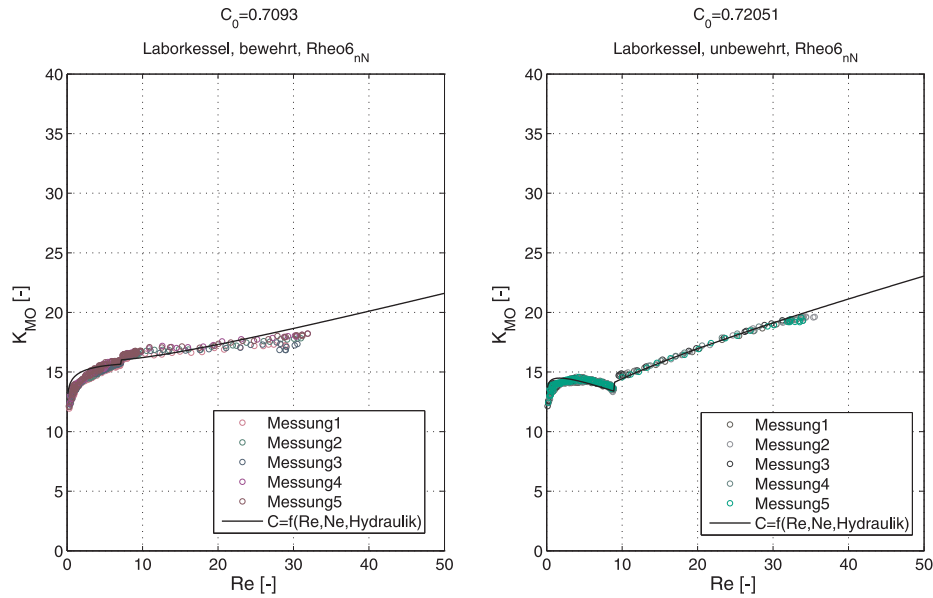 C0=0.7093
Laborkessel, bewehrt, Rheo6nN
40
35
30
25
20
15
10
5
0
KMO [-]
0 10 20 30 40 50
Re [-]
Messung1
Messung2
Messung3
Messung4
Messung5
C=f(Re,Ne,Hydraulik)
C0=0.72051
Laborkessel, unbewehrt, Rheo6nN
40
35
30
25
20
15
10
5
0
KMO [-]
0 10 20 30 40 50
Re [-]
Messung1
Messung2
Messung3
Messung4
Messung5
C=f(Re,Ne,Hydraulik)